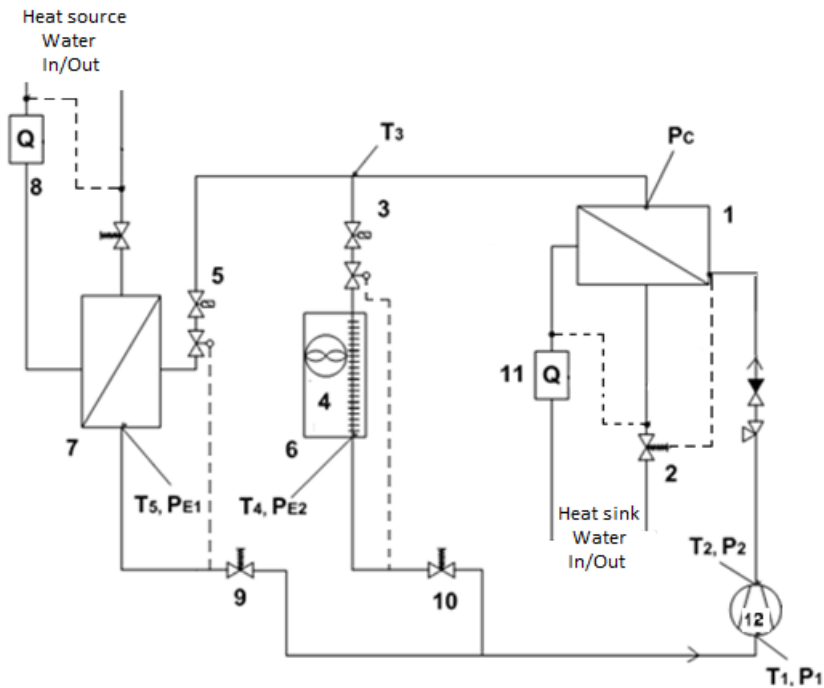 Heat source
Water
In/Out
Q
8
T3
3
Pc
1
5
11
Q
4
7
6
2
T5, PE1
T4, PE2
Heat sink
Water
In/Out
T2, P2
9
10
12
T1, P1